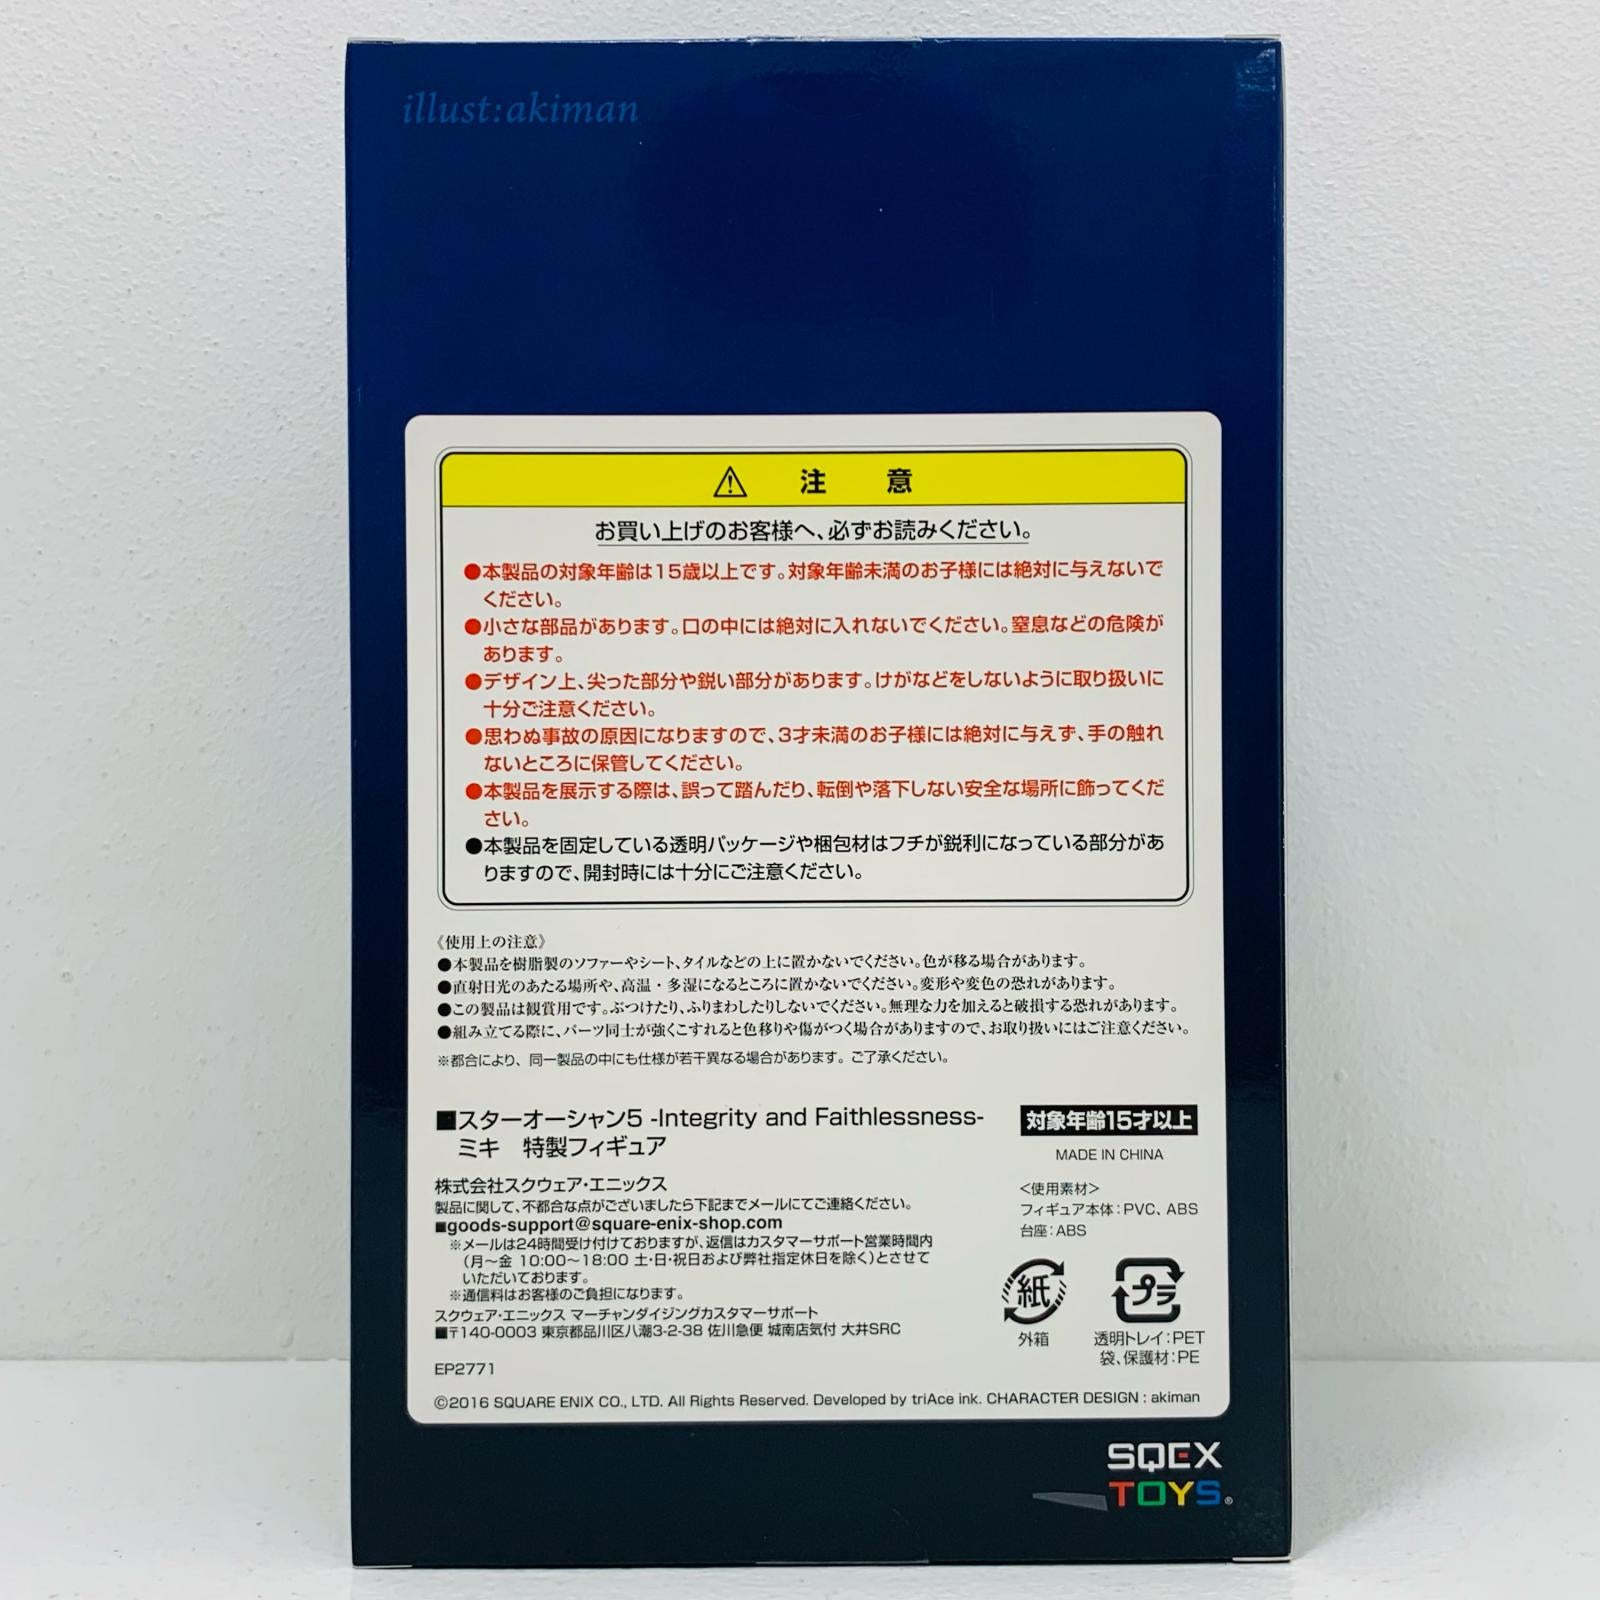 illust:akiman
⚠ 注 意
お買い上げのお客様へ、必ずお読みください。
●本製品の対象年齢は15歳以上です。対象年齢未満のお子様には絶対に与えないで
ください。
●小さな部品があります。口の中には絶対に入れないでください。窒息などの危険が
あります。
●デザイン上、尖った部分や鋭い部分があります。けがなどをしないように取り扱いに
十分ご注意ください。
●思わぬ事故の原因になりますので、3才未満のお子様には絶対に与えず、手の触れ
ないところに保管してください。
●本製品を展示する際は、誤って踏んだり、転倒や落下しない安全な場所に飾ってくだ
さい。
●本製品を固定している透明パッケージや梱包材はフチが鋭利になっている部分があ
りますので、開封時には十分にご注意ください。
《使用上の注意》
●本製品を樹脂製のソファーやシート、タイルなどの上に置かないでください。色が移る場合があります。
●直射日光のあたる場所や、高温・多湿になるところに置かないでください。変形や変色の恐れがあります。
●この製品は観賞用です。ぶつけたり、ふりまわしたりしないでください。無理な力を加えると破損する恐れがあります。
●組み立てる際に、パーツ同士が強くこすれると色移りや傷がつく場合がありますので、お取り扱いにはご注意ください。
※都合により、同一製品の中にも仕様が若干異なる場合があります。ご了承ください。
■スターオーシャン5 -Integrity and Faithlessness-
ミキ 特製フィギュア
株式会社スクウェア・エニックス
製品に関して、不都合な点がございましたら下記までメールにてご連絡ください。
■goods-support@square-enix-shop.com
※メールは24時間受け付けておりますが、返信はカスタマーサポート営業時間内
(月〜金 10:00〜18:00 土・日・祝日および弊社指定休日を除く)とさせて
いただいております。
※通信料はお客様のご負担になります。
スクウェア・エニックス マーチャンダイジングカスタマーサポート
■〒140-0003 東京都品川区八潮3-2-38 佐川急便 城南店気付 大井SRC
EP2771
対象年齢15才以上
MADE IN CHINA
<使用素材>
フィギュア本体:PVC、ABS
台座:ABS
紙
外箱
プラ
透明トレイ:PET
袋、保護材:PE
©2016 SQUARE ENIX CO., LTD. All Rights Reserved. Developed by triAce ink. CHARACTER DESIGN : akiman
SQEX
TOYS®